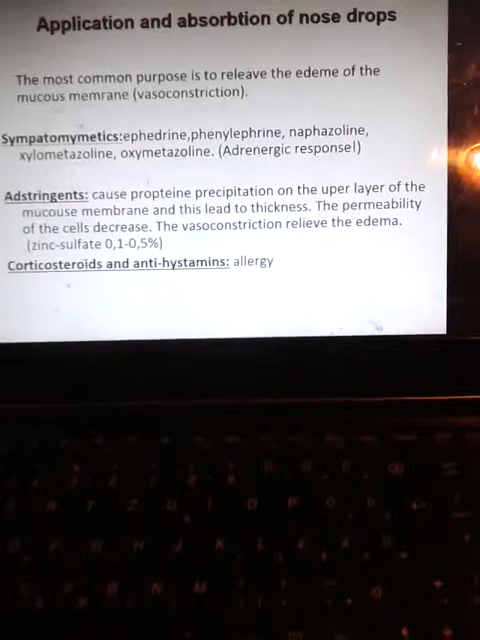 Application and absorbtion of nose drops
The most common purpose is to releave the edeme of the
mucous memrane (vasoconstriction).
Sympatomymetics:ephedrine,phenylephrine, naphazoline,
xylometazoline, oxymetazoline. (Adrenergic response!)
Adstringents: cause propteine precipitation on the uper layer of the
mucouse membrane and this lead to thickness. The permeability
of the cells decrease. The vasoconstriction relieve the edema.
(zinc-sulfate 0,1-0,5%)
Corticosteroids and anti-hystamins: allergy